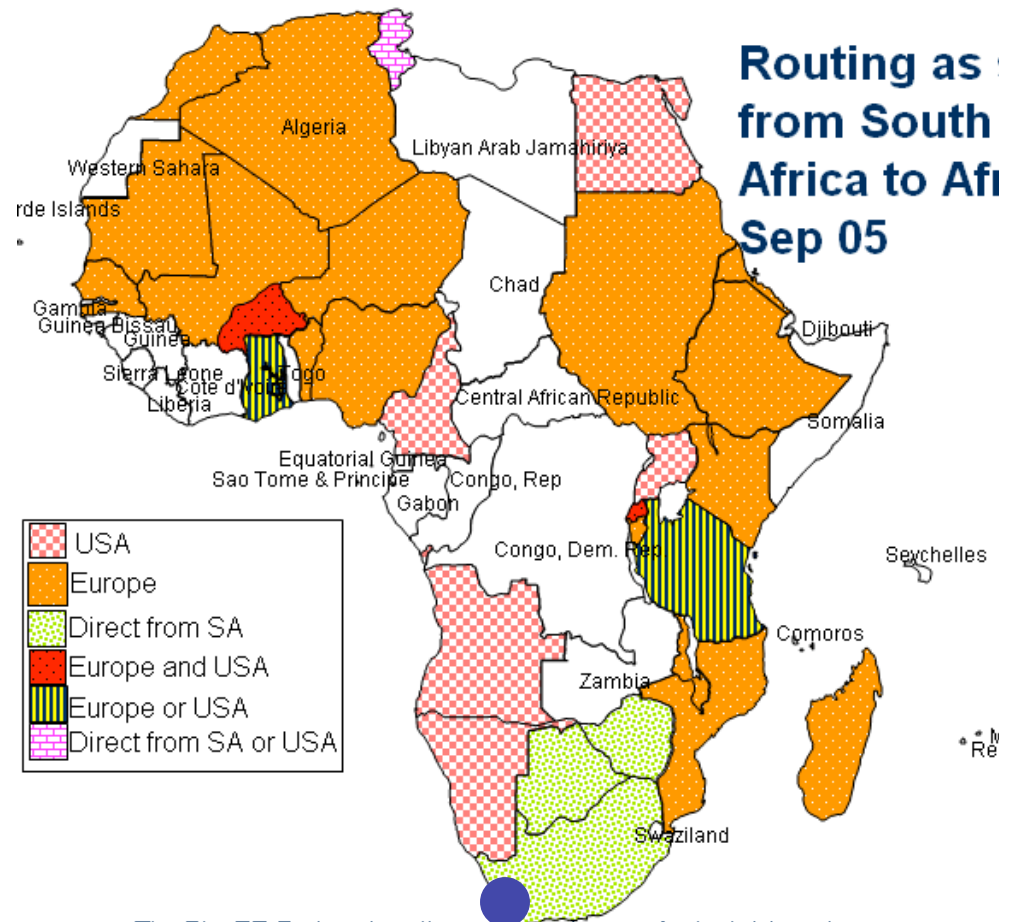 Routing as
from South
Africa to
Sep 05
Algeria
Libyan Arab Jamahiriya
Western Sahara
rde Islands
Chad
Gambia
Guinea Bissau
Guinea
Djibouti
Sierra Leone
Togo
Cote d'Ivoire
Liberia
Central African Republic
Somalia
Equatorial Guinea
Sao Tome & Principe
Congo, Rep
Gabon
Congo, Dem. Rep.
Seychelles
Comoros
Zambia
Re
Swaziland
USA
Europe
Direct from SA
Europe and USA
Europe or USA
Direct from SA or USA